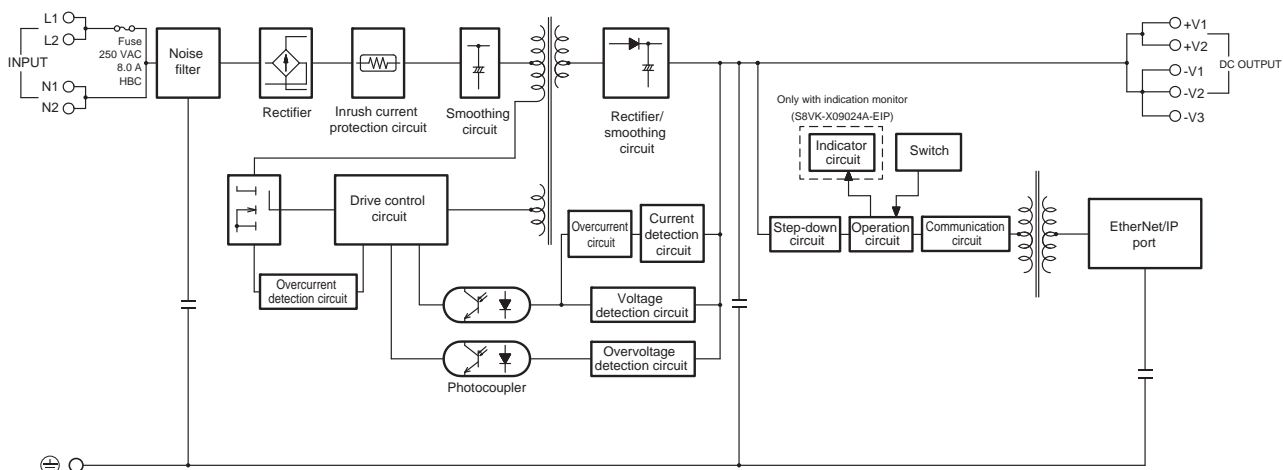 L1
L2
INPUT
N1
N2
Fuse
250 VAC
8.0 A
HBC
Noise
filter
Rectifier
Inrush current
protection circuit
Smoothing
circuit
Rectifier/
smoothing
circuit
+V1
+V2
-V1
-V2
-V3
DC OUTPUT
Only with indication monitor
(S8VK-X09024A-EIP)
Indicator
circuit
Switch
Drive control
circuit
Overcurrent
detection circuit
Overcurrent
circuit
Current
detection
circuit
Step-down
circuit
Operation
circuit
Communication
circuit
EtherNet/IP
port
Voltage
detection circuit
Overvoltage
detection circuit
Photocoupler